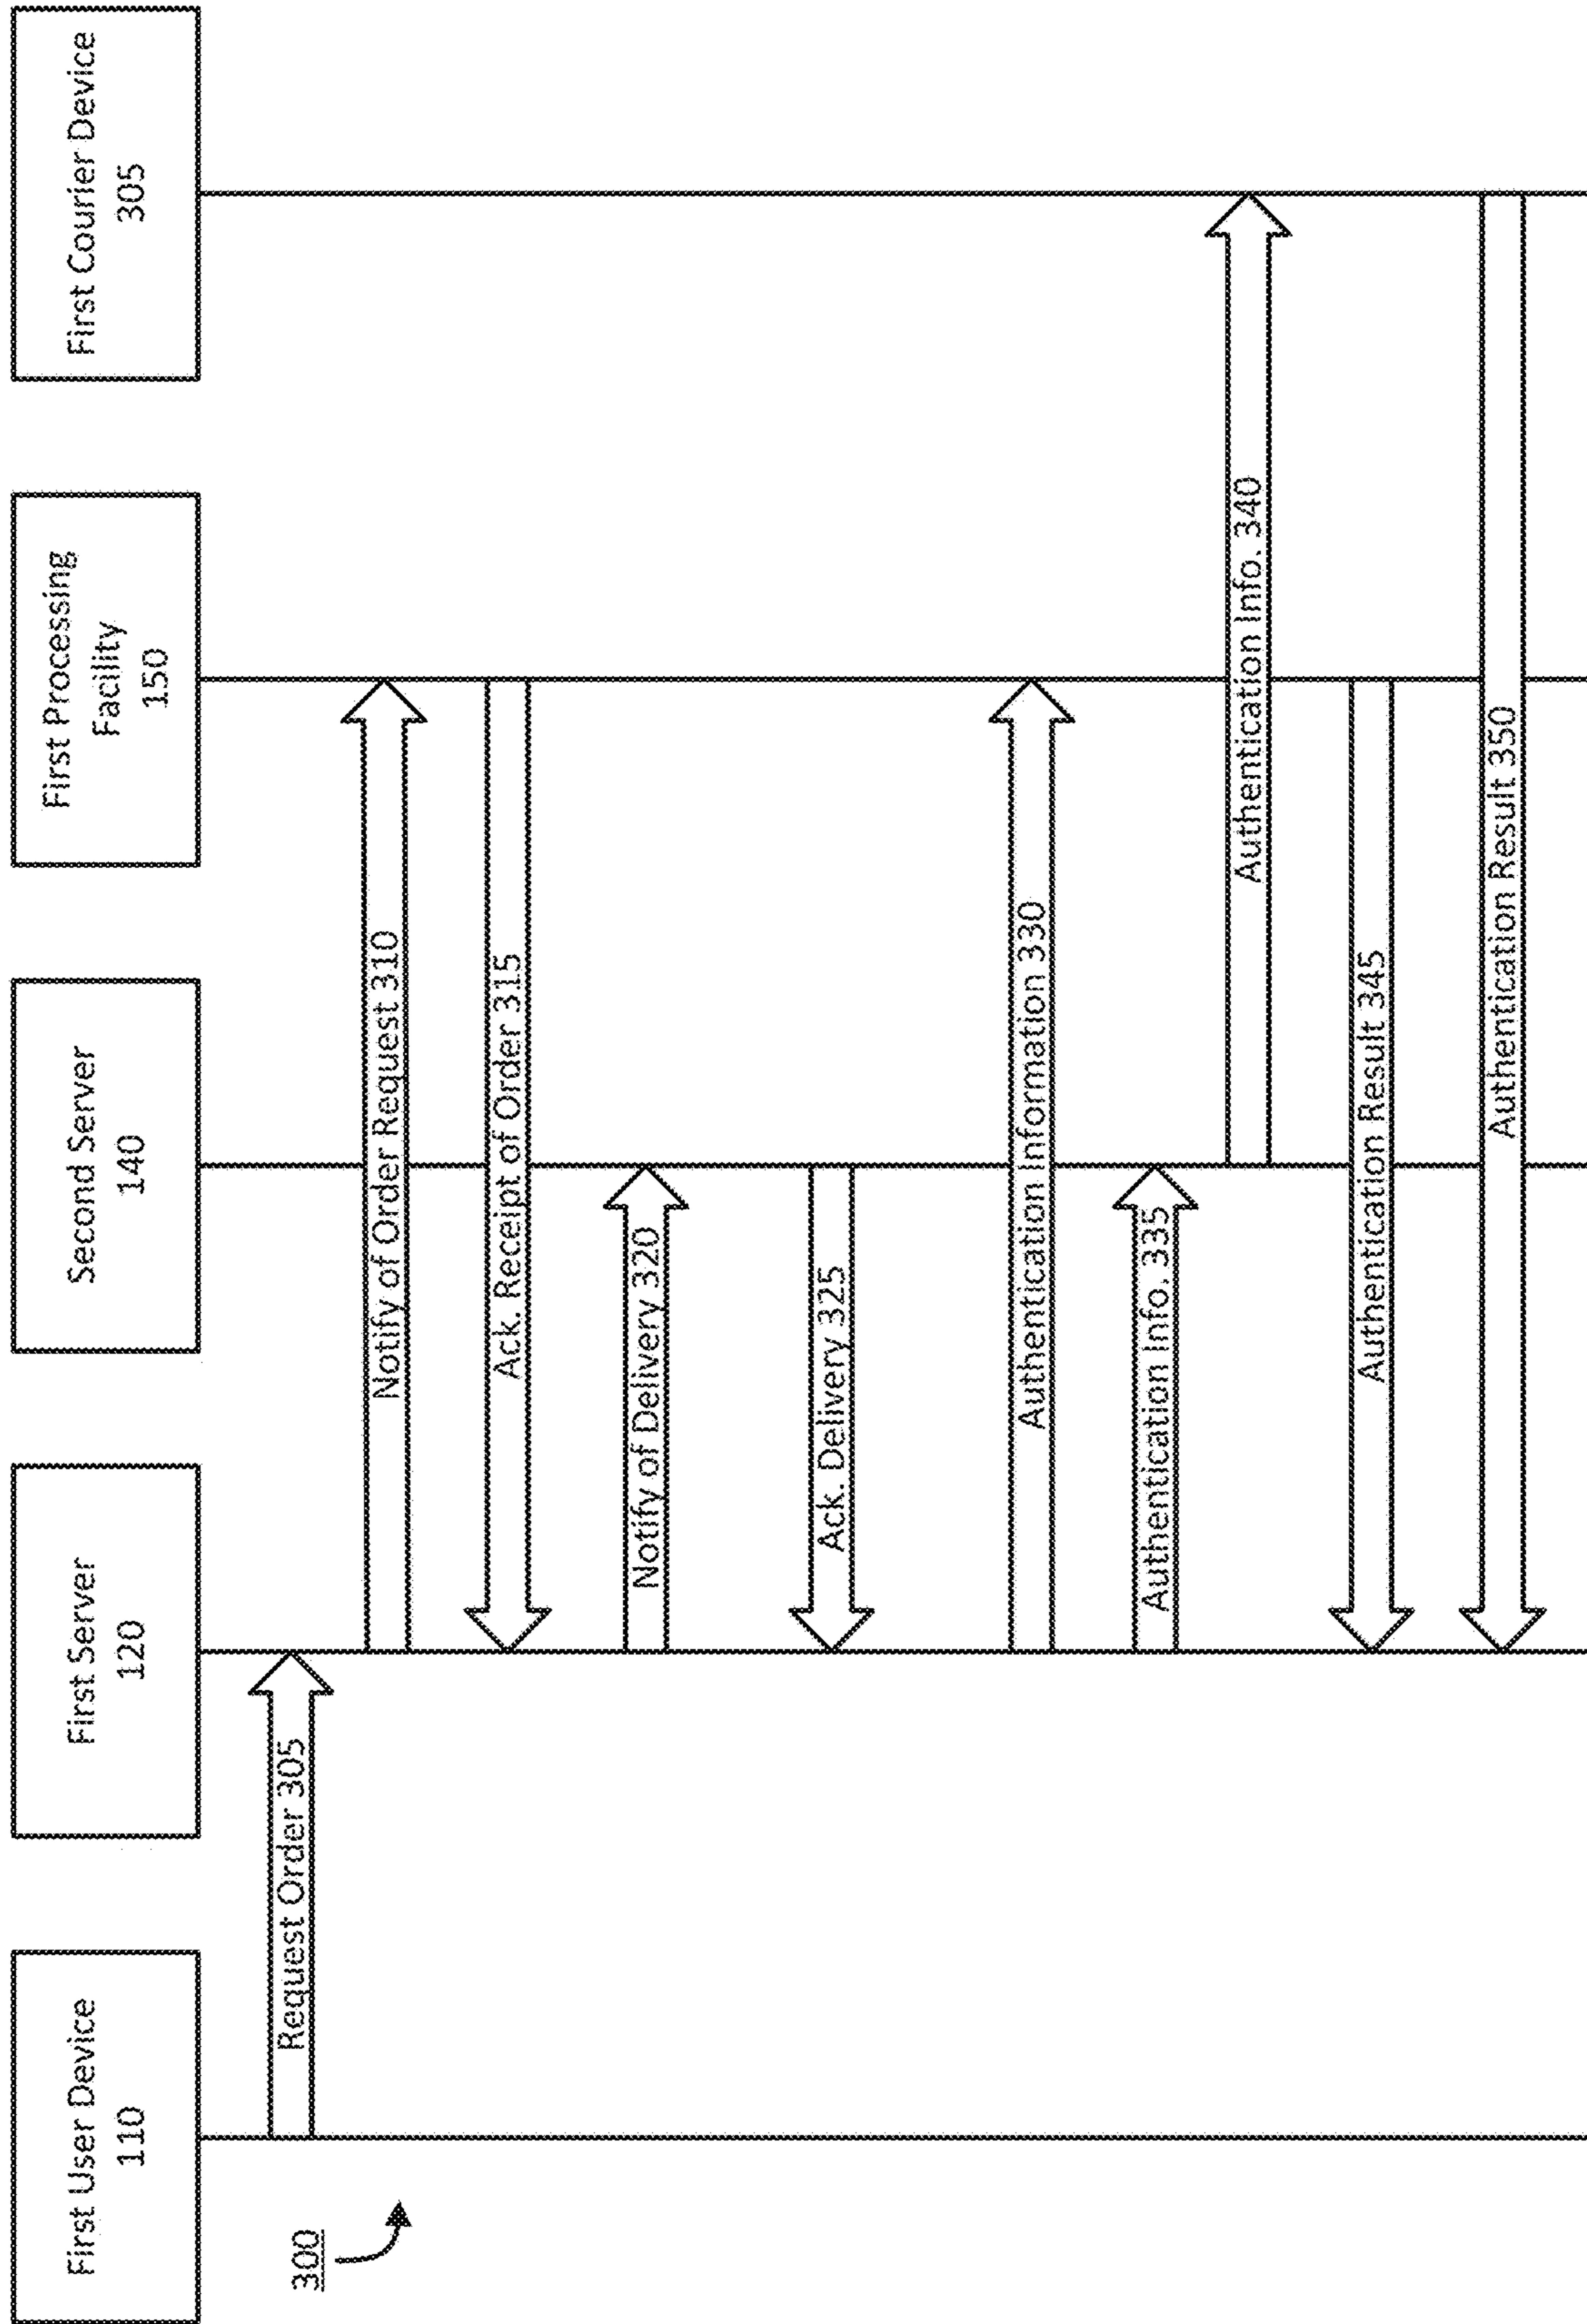 First User Device
110
First Server
120
Second Server
140
First Processing
Facility
150
First Courier Device
305
300
Request Order 305
Notify of Order Request 310
Ack. Receipt of Order 315
Notify of Delivery 320
Ack. Delivery 325
Authentication Information 330
Authentication Info. 335
Authentication Info. 340
Authentication Result 345
Authentication Result 350